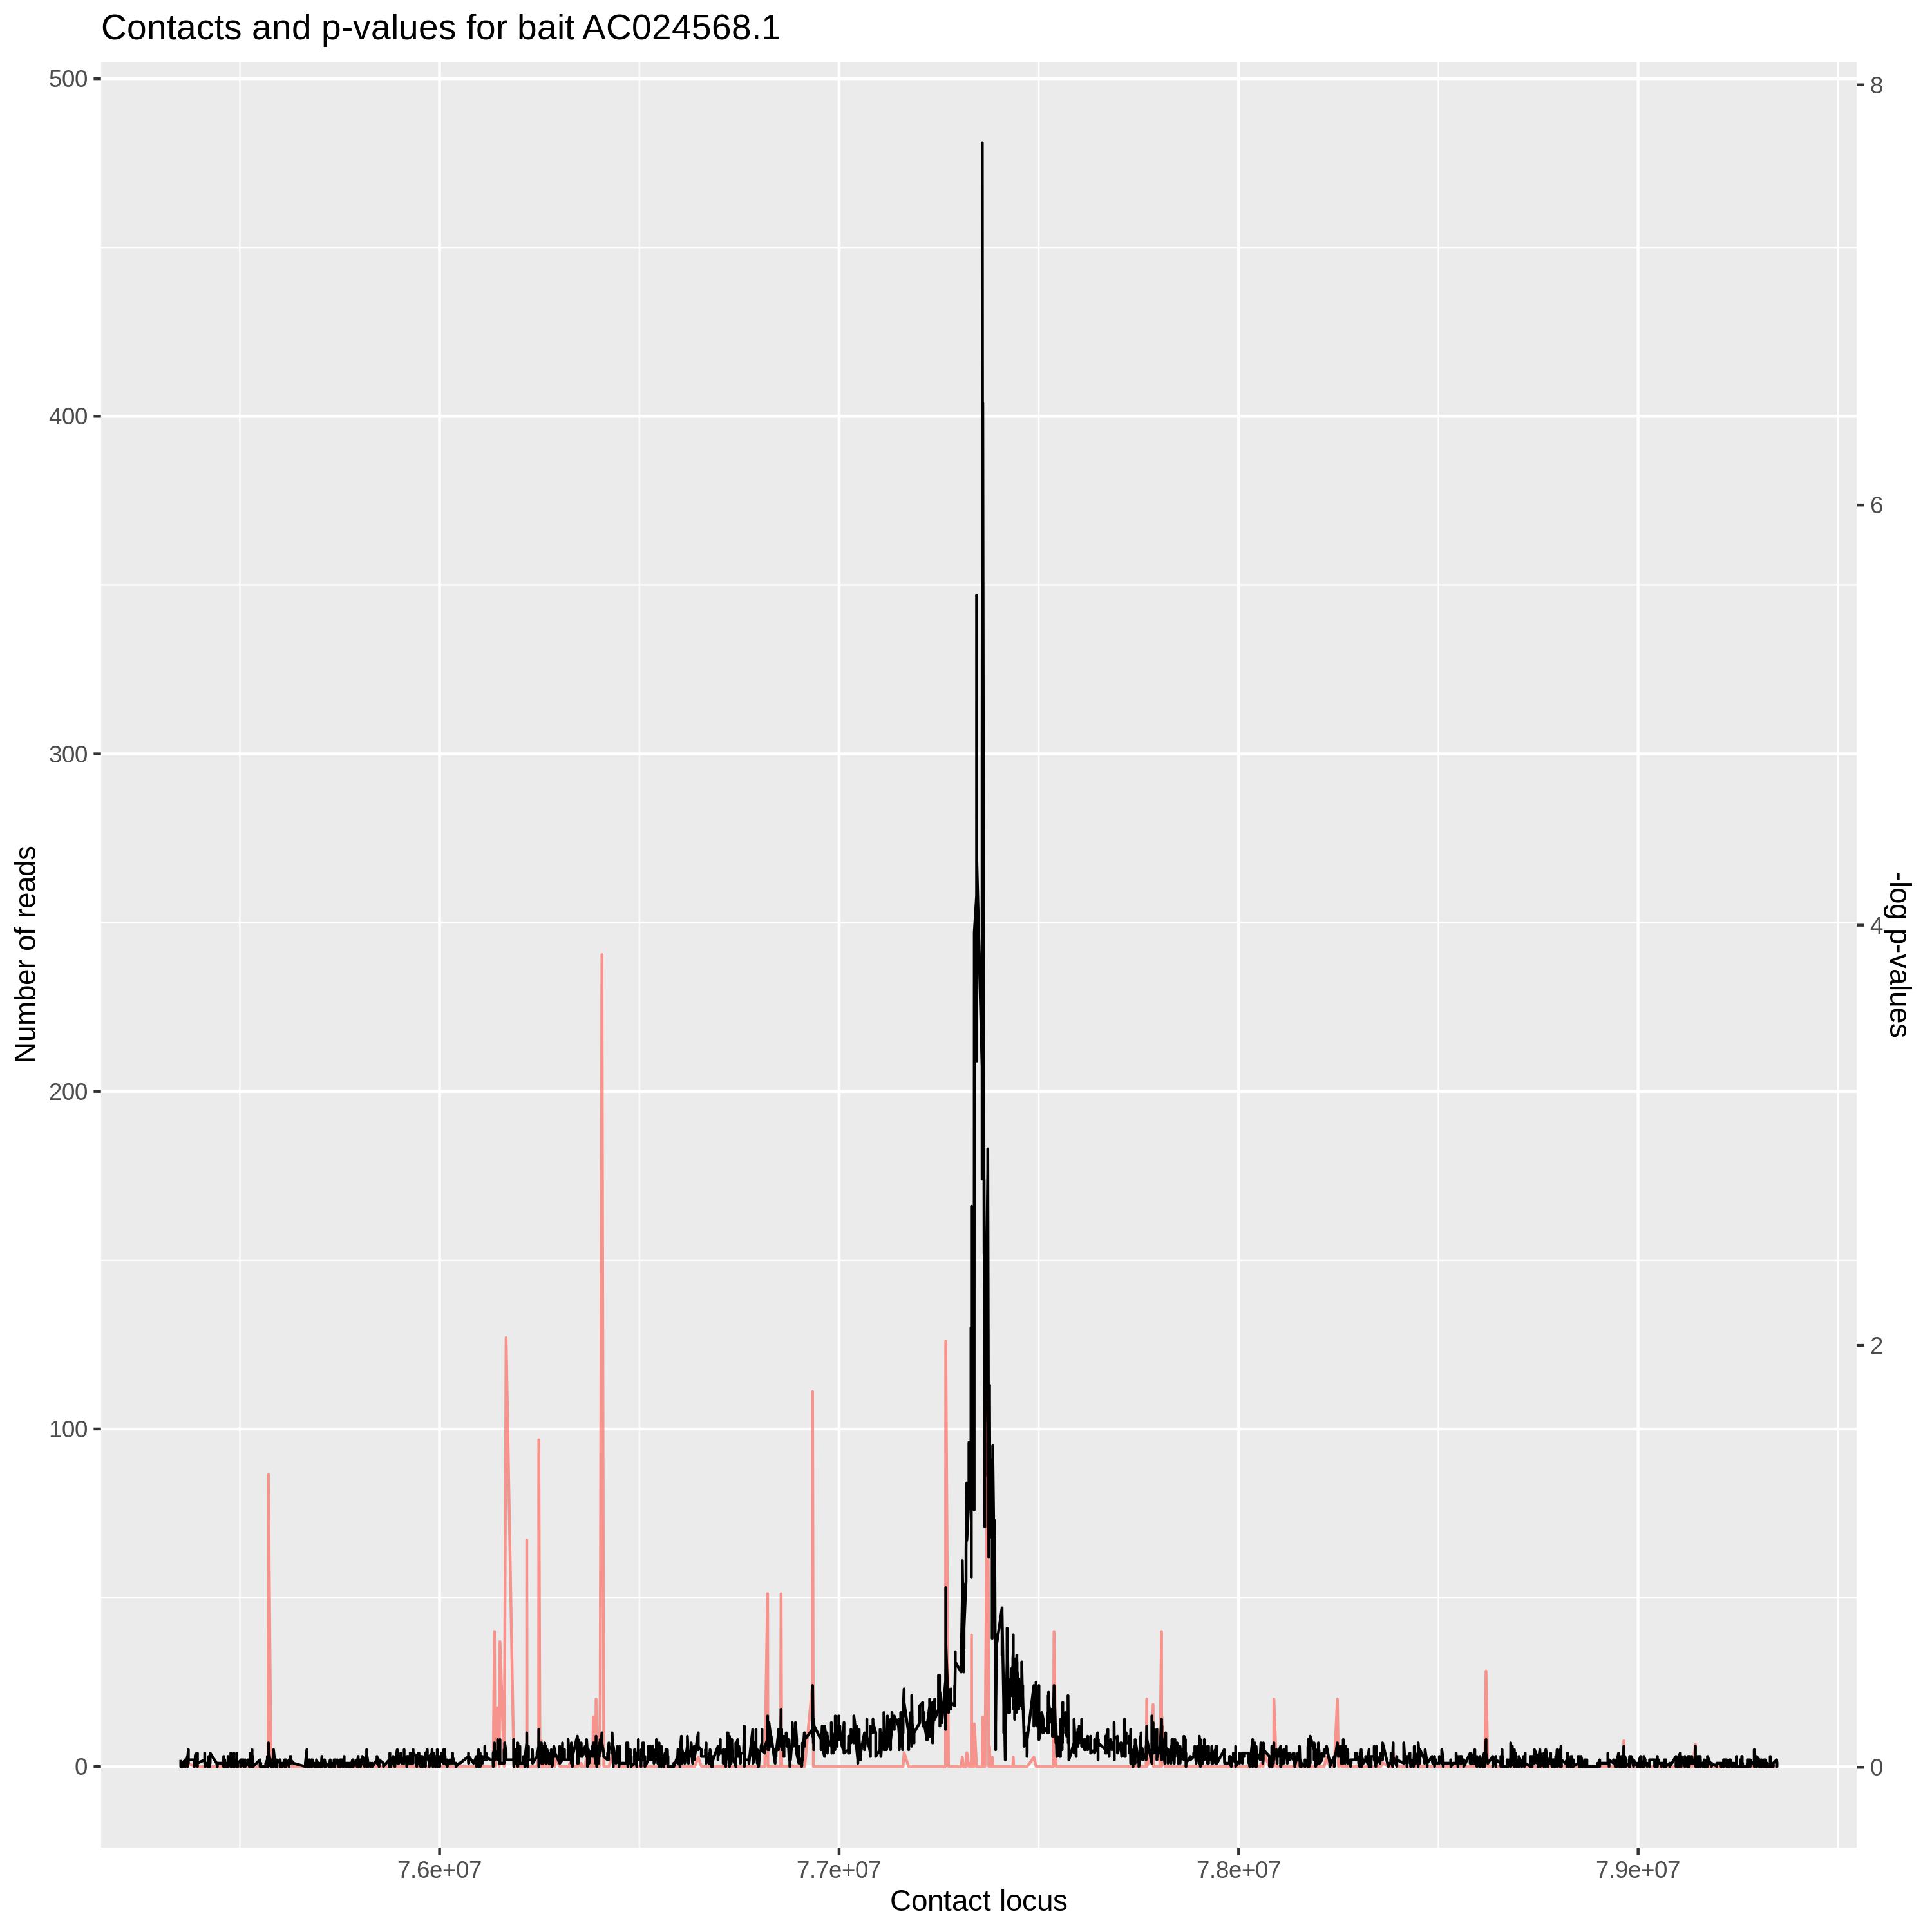 Contacts and p-values for bait AC024568.1
500
400
300
200
100
0
Number of reads
8
6
4
2
0
-log p-values
7.6e+07
7.7e+07
7.8e+07
7.9e+07
Contact locus